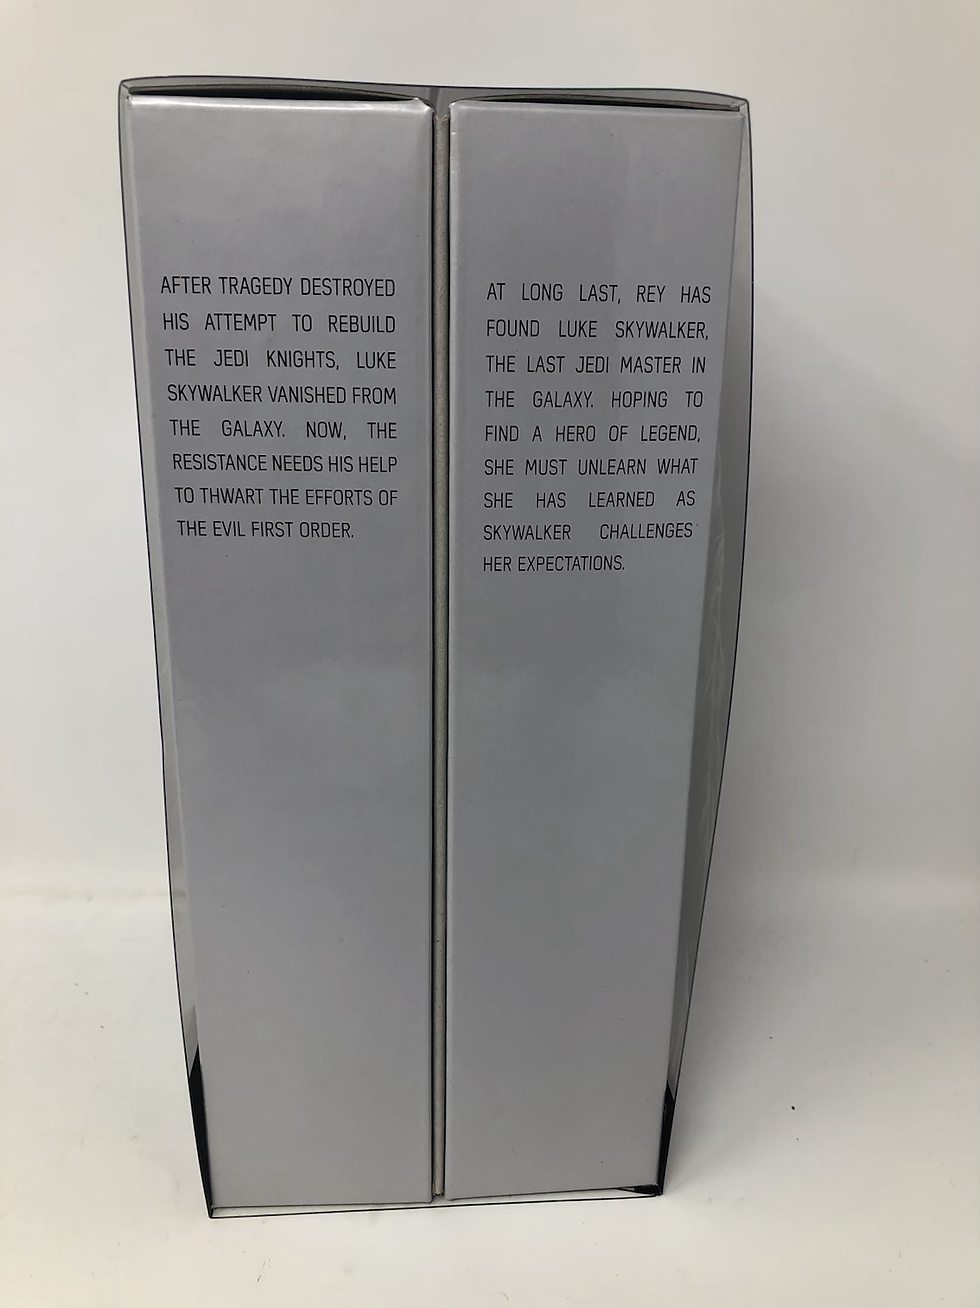 AFTER TRAGEDY DESTROYED
HIS ATTEMPT TO REBUILD
THE JEDI KNIGHTS, LUKE
SKYWALKER VANISHED FROM
THE GALAXY. NOW, THE
RESISTANCE NEEDS HIS HELP
TO THWART THE EFFORTS OF
THE EVIL FIRST ORDER.
AT LONG LAST, REY HAS
FOUND LUKE SKYWALKER,
THE LAST JEDI MASTER IN
THE GALAXY. HOPING TO
FIND A HERO OF LEGEND,
SHE MUST UNLEARN WHAT
SHE HAS LEARNED AS
SKYWALKER CHALLENGES
HER EXPECTATIONS.